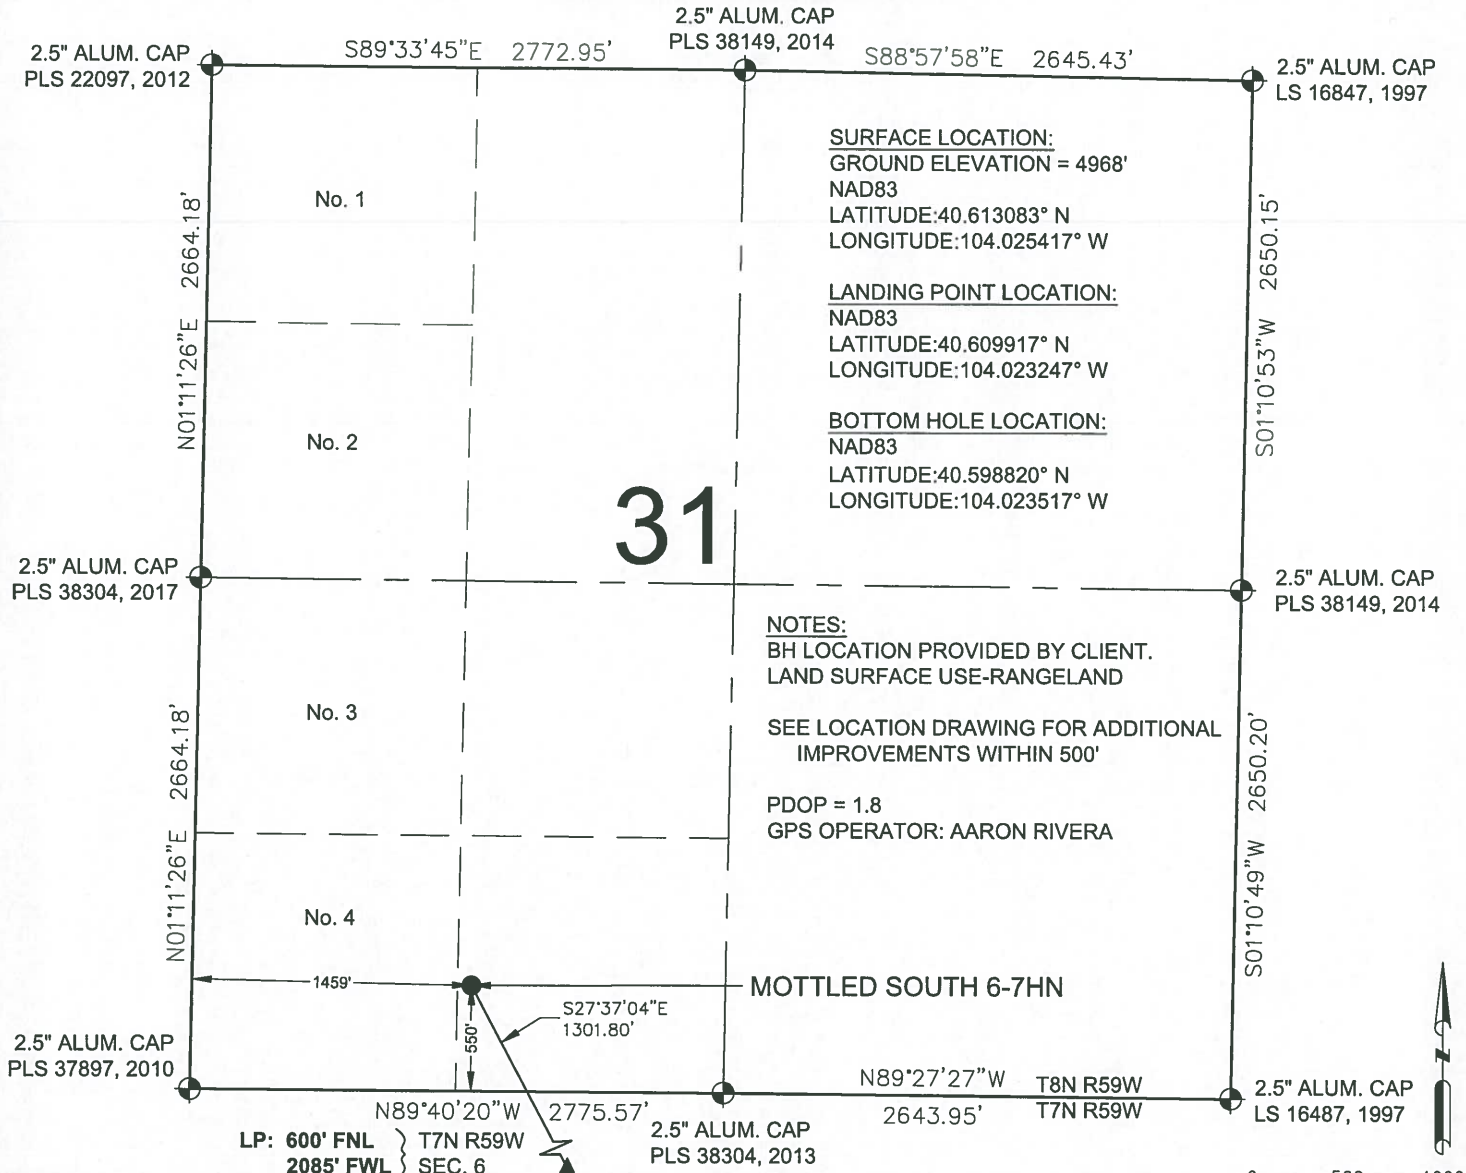 2.5" ALUM. CAP
PLS 38149, 2014
2.5" ALUM. CAP
PLS 22097, 2012
S89°33'45"E 2772.95'
S88°57'58"E 2645.43'
2.5" ALUM. CAP
LS 16847, 1997
SURFACE LOCATION:
GROUND ELEVATION = 4968'
NAD83
LATITUDE:40.613083° N
LONGITUDE:104.025417° W
LANDING POINT LOCATION:
NAD83
LATITUDE:40.609917° N
LONGITUDE:104.023247° W
BOTTOM HOLE LOCATION:
NAD83
LATITUDE:40.598820° N
LONGITUDE:104.023517° W
No. 1
N01°11'26"E 2664.18'
S01°10'53"W 2650.15'
No. 2
31
2.5" ALUM. CAP
PLS 38304, 2017
2.5" ALUM. CAP
PLS 38149, 2014
NOTES:
BH LOCATION PROVIDED BY CLIENT.
LAND SURFACE USE-RANGELAND
SEE LOCATION DRAWING FOR ADDITIONAL
IMPROVEMENTS WITHIN 500'
PDOP = 1.8
GPS OPERATOR: AARON RIVERA
No. 3
N01°11'26"E 2664.18'
S01°10'49"W 2650.20'
No. 4
1459'
MOTTLED SOUTH 6-7HN
S27°37'04"E
1301.80'
550'
2.5" ALUM. CAP
PLS 37897, 2010
N89°40'20"W 2775.57'
N89°27'27"W
2643.95'
T8N R59W
T7N R59W
2.5" ALUM. CAP
LS 16487, 1997
2.5" ALUM. CAP
PLS 38304, 2013
LP: 600' FNL } T7N R59W
2085' FWL } SEC. 6
N